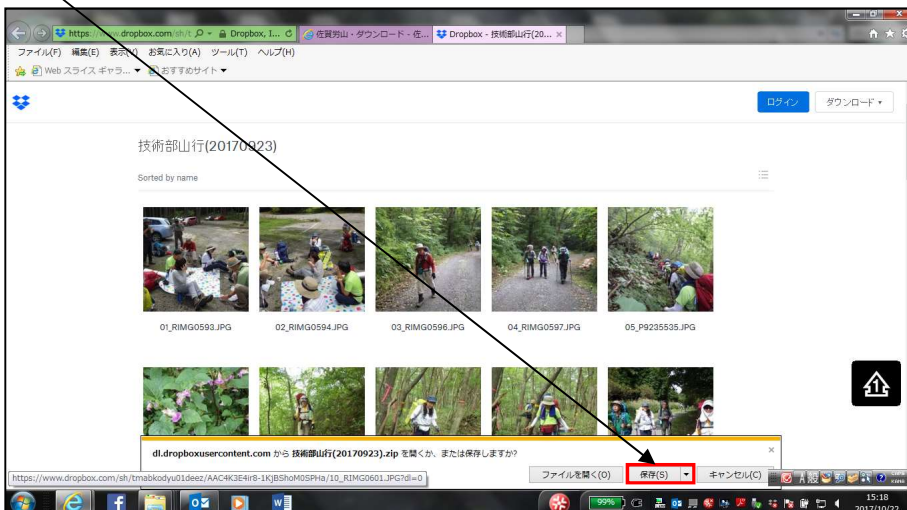 https://www.dropbox.com/sh/t
Dropbox, I...
佐賀労山・ダウンロード - 佐...
Dropbox - 技術部山行(20...
ファイル(F) 編集(E) 表示(V) お気に入り(A) ツール(T) ヘルプ(H)
Web スライス ギャラ... おすすめサイト
ログイン ダウンロード
技術部山行(20170923)
Sorted by name
01_RIMG0593.JPG 02_RIMG0594.JPG 03_RIMG0596.JPG 04_RIMG0597.JPG 05_P9235535.JPG
dl.dropboxusercontent.com から 技術部山行(20170923).zip を開くか、または保存しますか?
ファイルを開く(O) 保存(S) キャンセル(C)
https://www.dropbox.com/sh/tmabkodyu01deez/AAC4K3E4ir8-1KjBShoM0SPHa/10_RIMG0601.JPG?dl=0
99%
15:18
2017/10/22